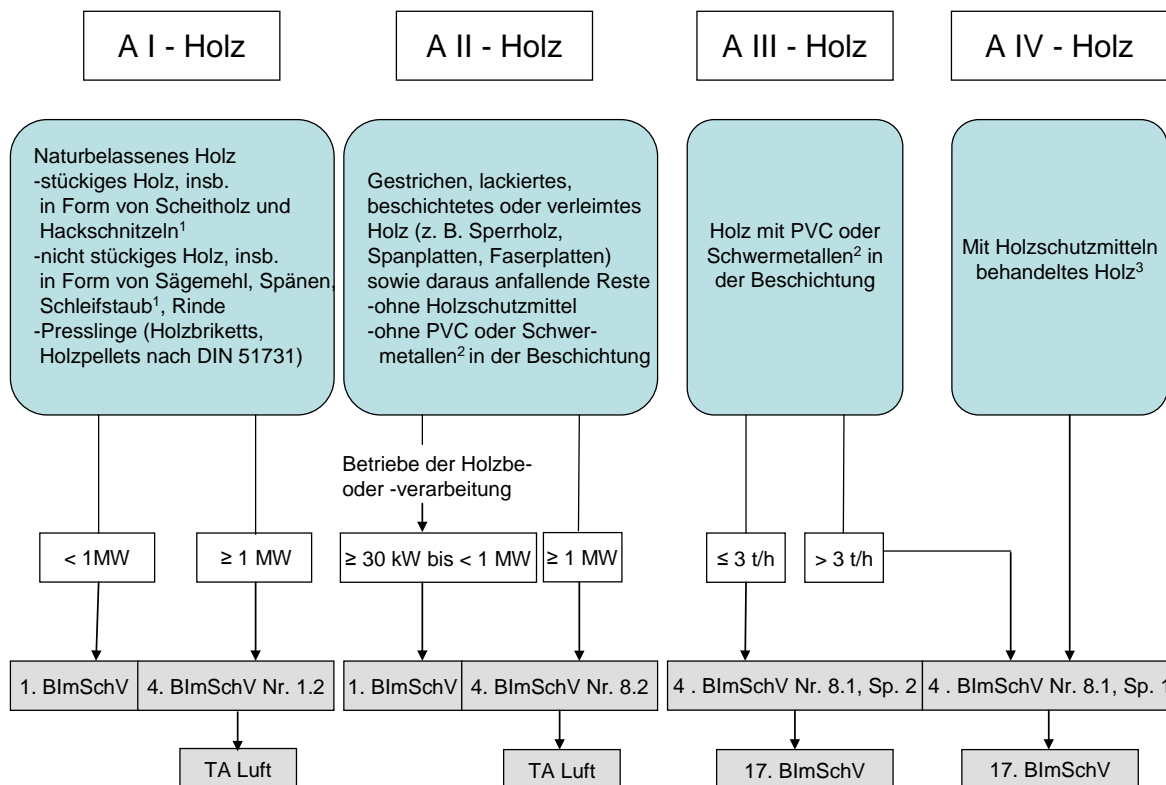 A I - Holz
A II - Holz
A III - Holz
A IV - Holz
Naturbelassenes Holz
-stückiges Holz, insb.
in Form von Scheitholz und
Hackschnitzeln¹
-nicht stückiges Holz, insb.
in Form von Sägemehl, Spänen,
Schleifstaub¹, Rinde
-Presslinge (Holzbriketts,
Holzpellets nach DIN 51731)
Gestrichen, lackiertes,
beschichtetes oder verleimtes
Holz (z. B. Sperrholz,
Spanplatten, Faserplatten)
sowie daraus anfallende Reste
-ohne Holzschutzmittel
-ohne PVC oder Schwer-
metallen² in der Beschichtung
Holz mit PVC oder
Schwermetallen² in
der Beschichtung
Mit Holzschutzmitteln
behandeltes Holz³
Betriebe der Holzbe-
oder -verarbeitung
< 1MW
≥ 1 MW
≥ 30 kW bis < 1 MW
≥ 1 MW
≤ 3 t/h
> 3 t/h
1. BImSchV
4. BImSchV Nr. 1.2
1. BImSchV
4. BImSchV Nr. 8.2
4 . BImSchV Nr. 8.1, Sp. 2
4 . BImSchV Nr. 8.1, Sp. 1
TA Luft
TA Luft
17. BImSchV
17. BImSchV